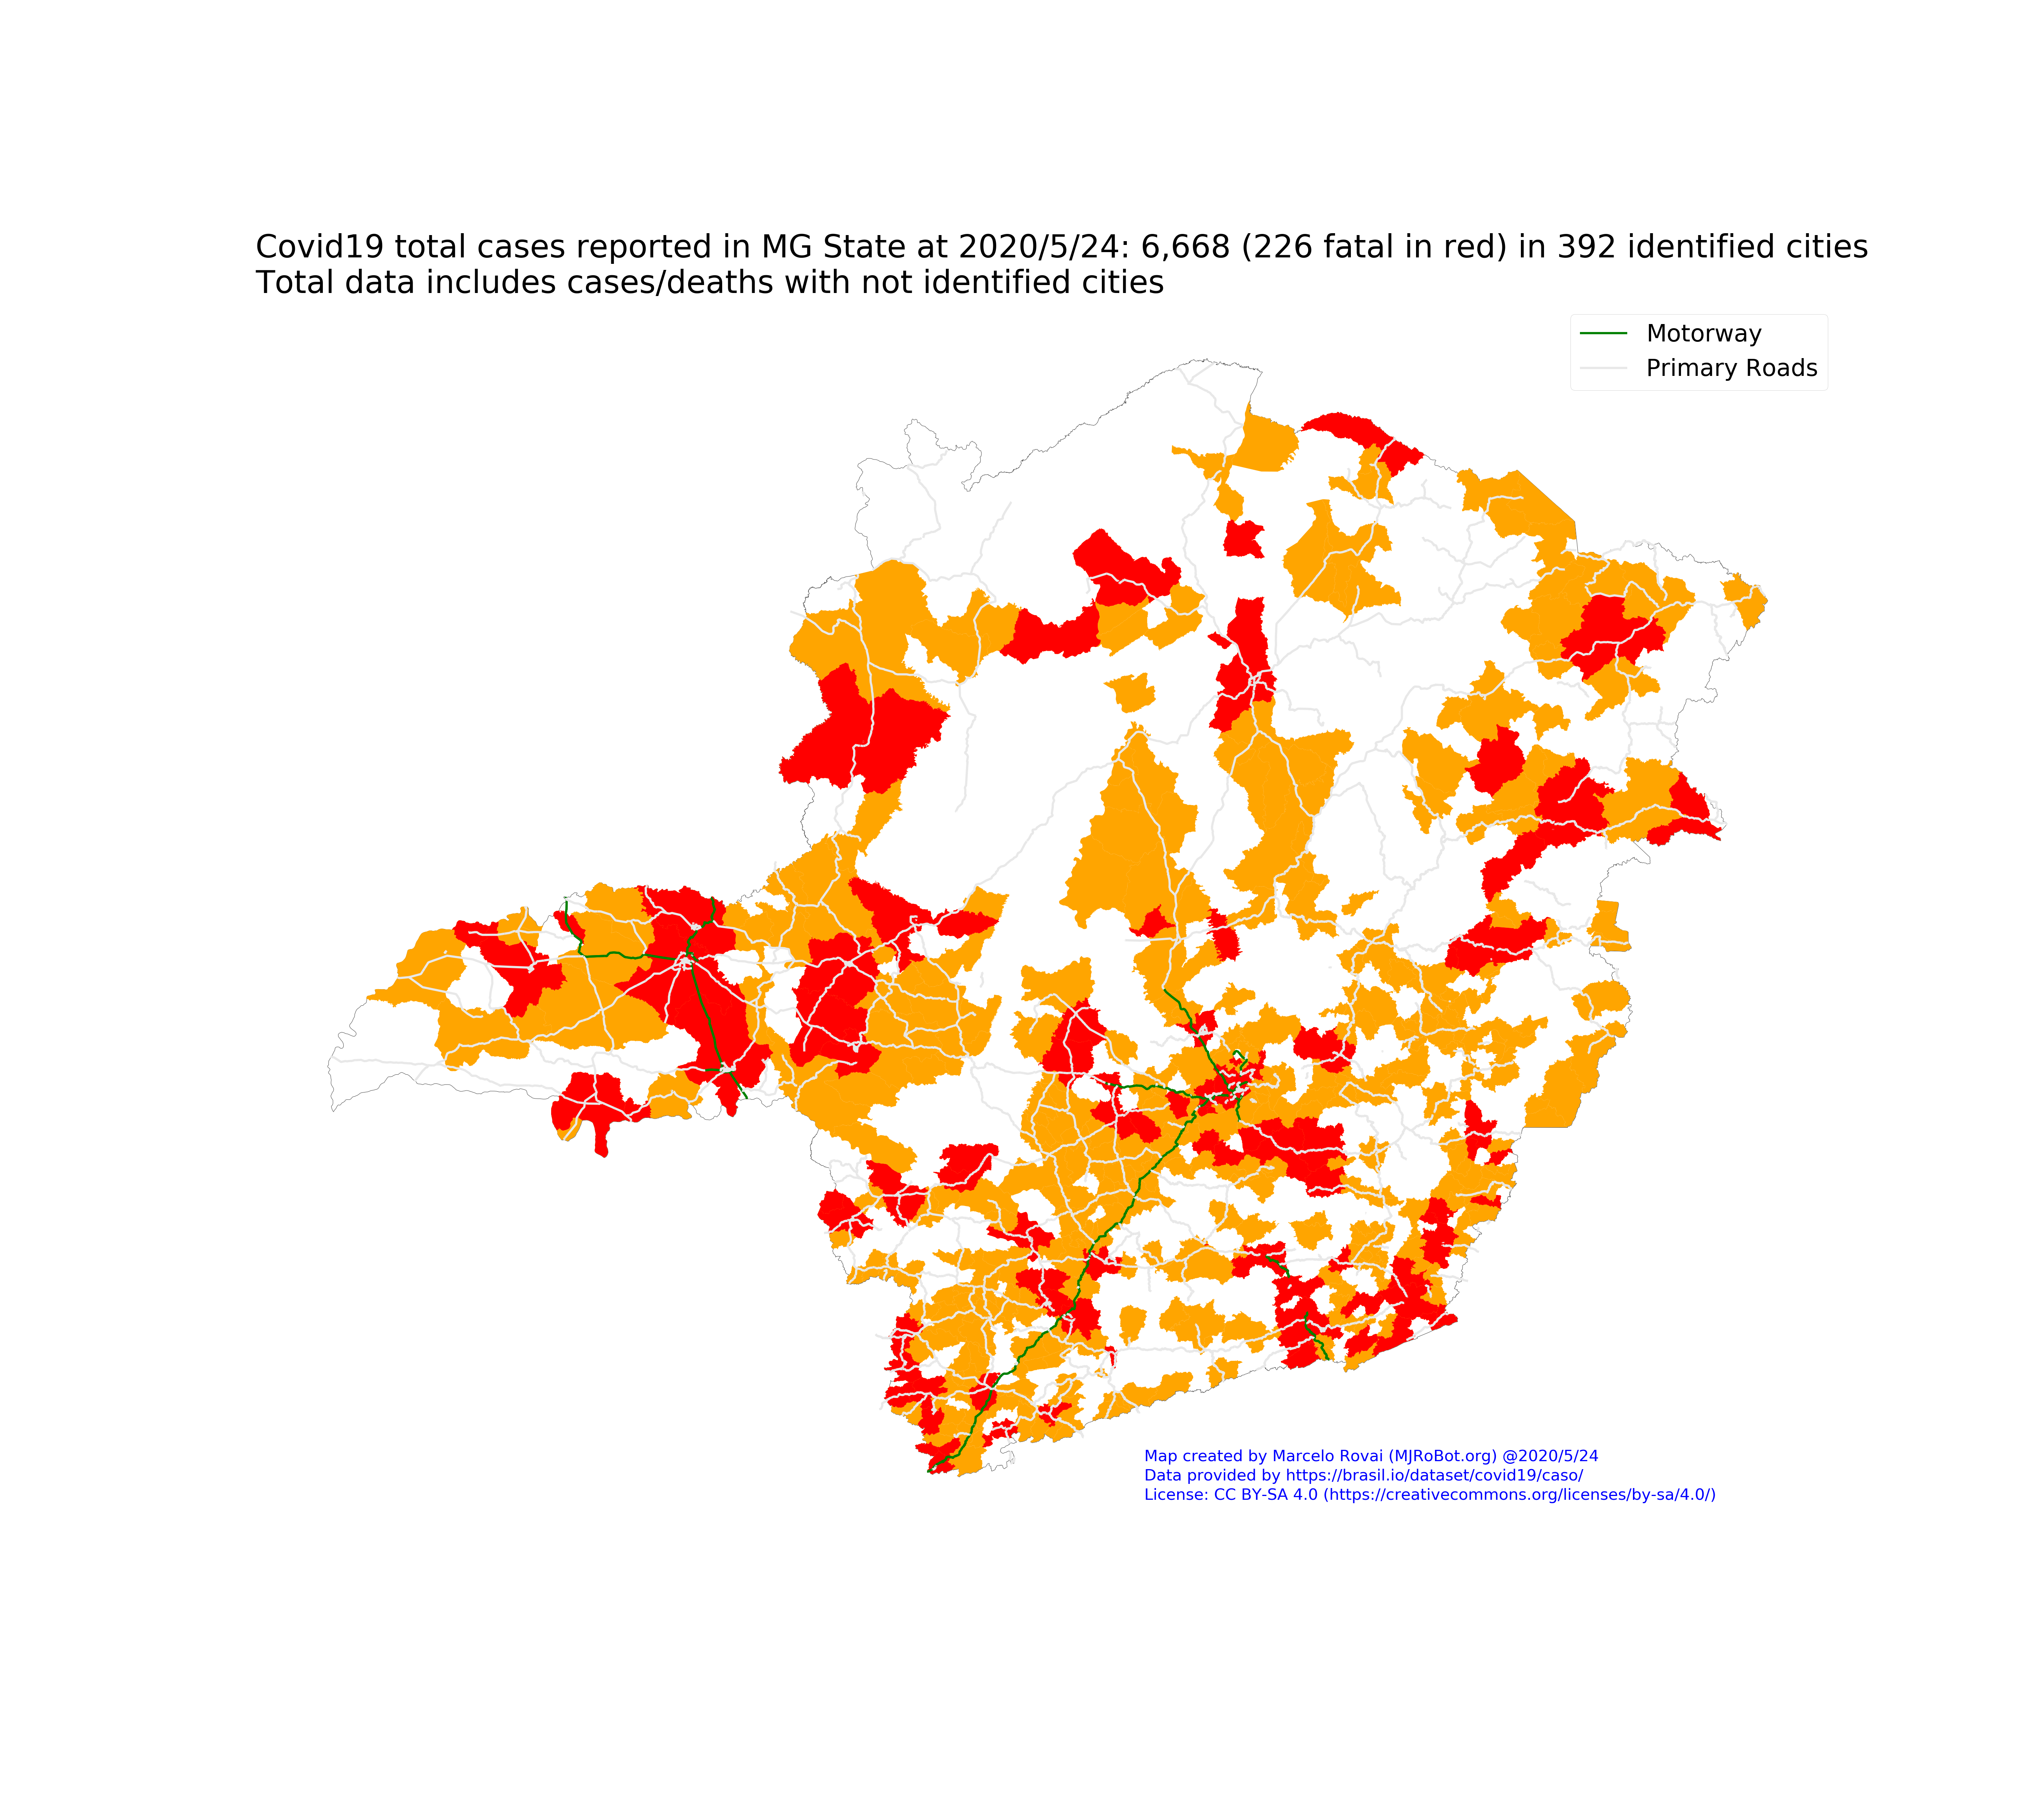 Covid19 total cases reported in MG State at 2020/5/24: 6,668 (226 fatal in red) in 392 identified cities
Total data includes cases/deaths with not identified cities
Motorway
Primary Roads
Map created by Marcelo Rovai (MJRoBot.org) @2020/5/24
Data provided by https://brasil.io/dataset/covid19/caso/
License: CC BY-SA 4.0 (https://creativecommons.org/licenses/by-sa/4.0/)